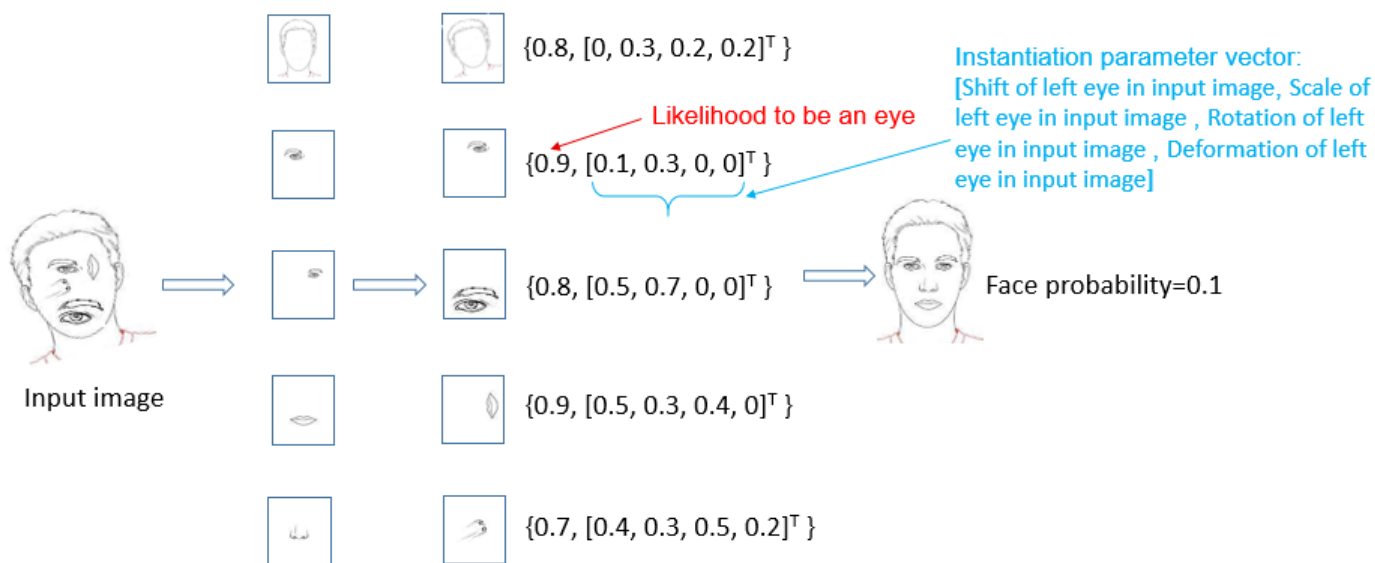 {0.8, [0, 0.3, 0.2, 0.2]ᵀ }
Instantiation parameter vector:
[Shift of left eye in input image, Scale of
left eye in input image , Rotation of left
eye in input image , Deformation of left
eye in input image]
Likelihood to be an eye
{0.9, [0.1, 0.3, 0, 0]ᵀ }
{0.8, [0.5, 0.7, 0, 0]ᵀ }
Face probability=0.1
Input image
{0.9, [0.5, 0.3, 0.4, 0]ᵀ }
{0.7, [0.4, 0.3, 0.5, 0.2]ᵀ }